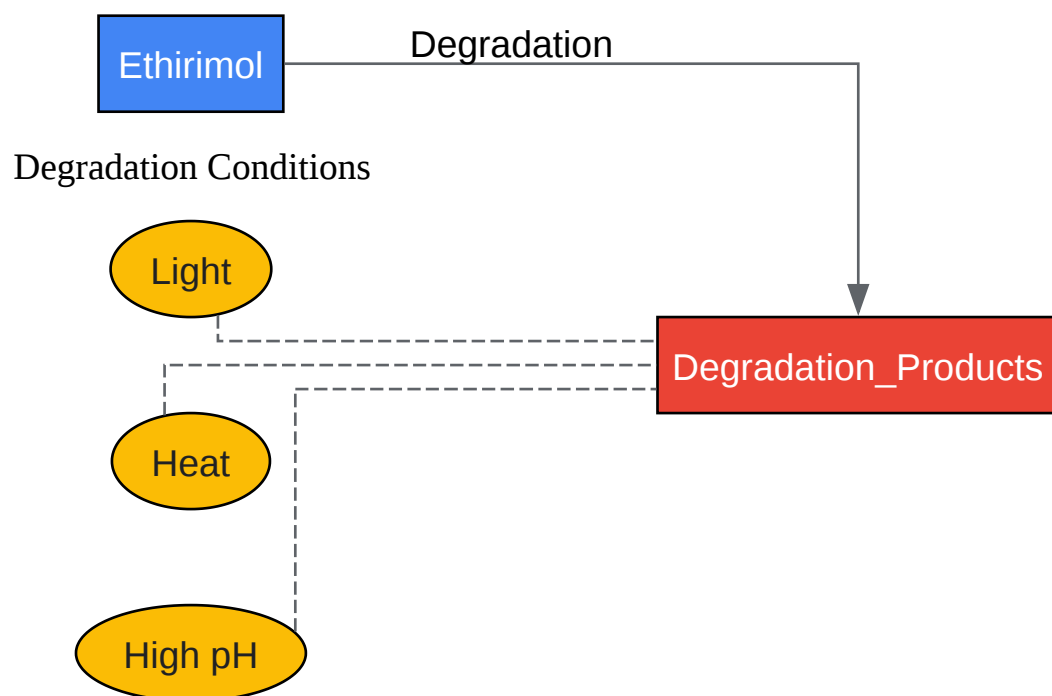 Ethirimol
Degradation
Degradation Conditions
Light
Heat
Degradation_Products
High pH